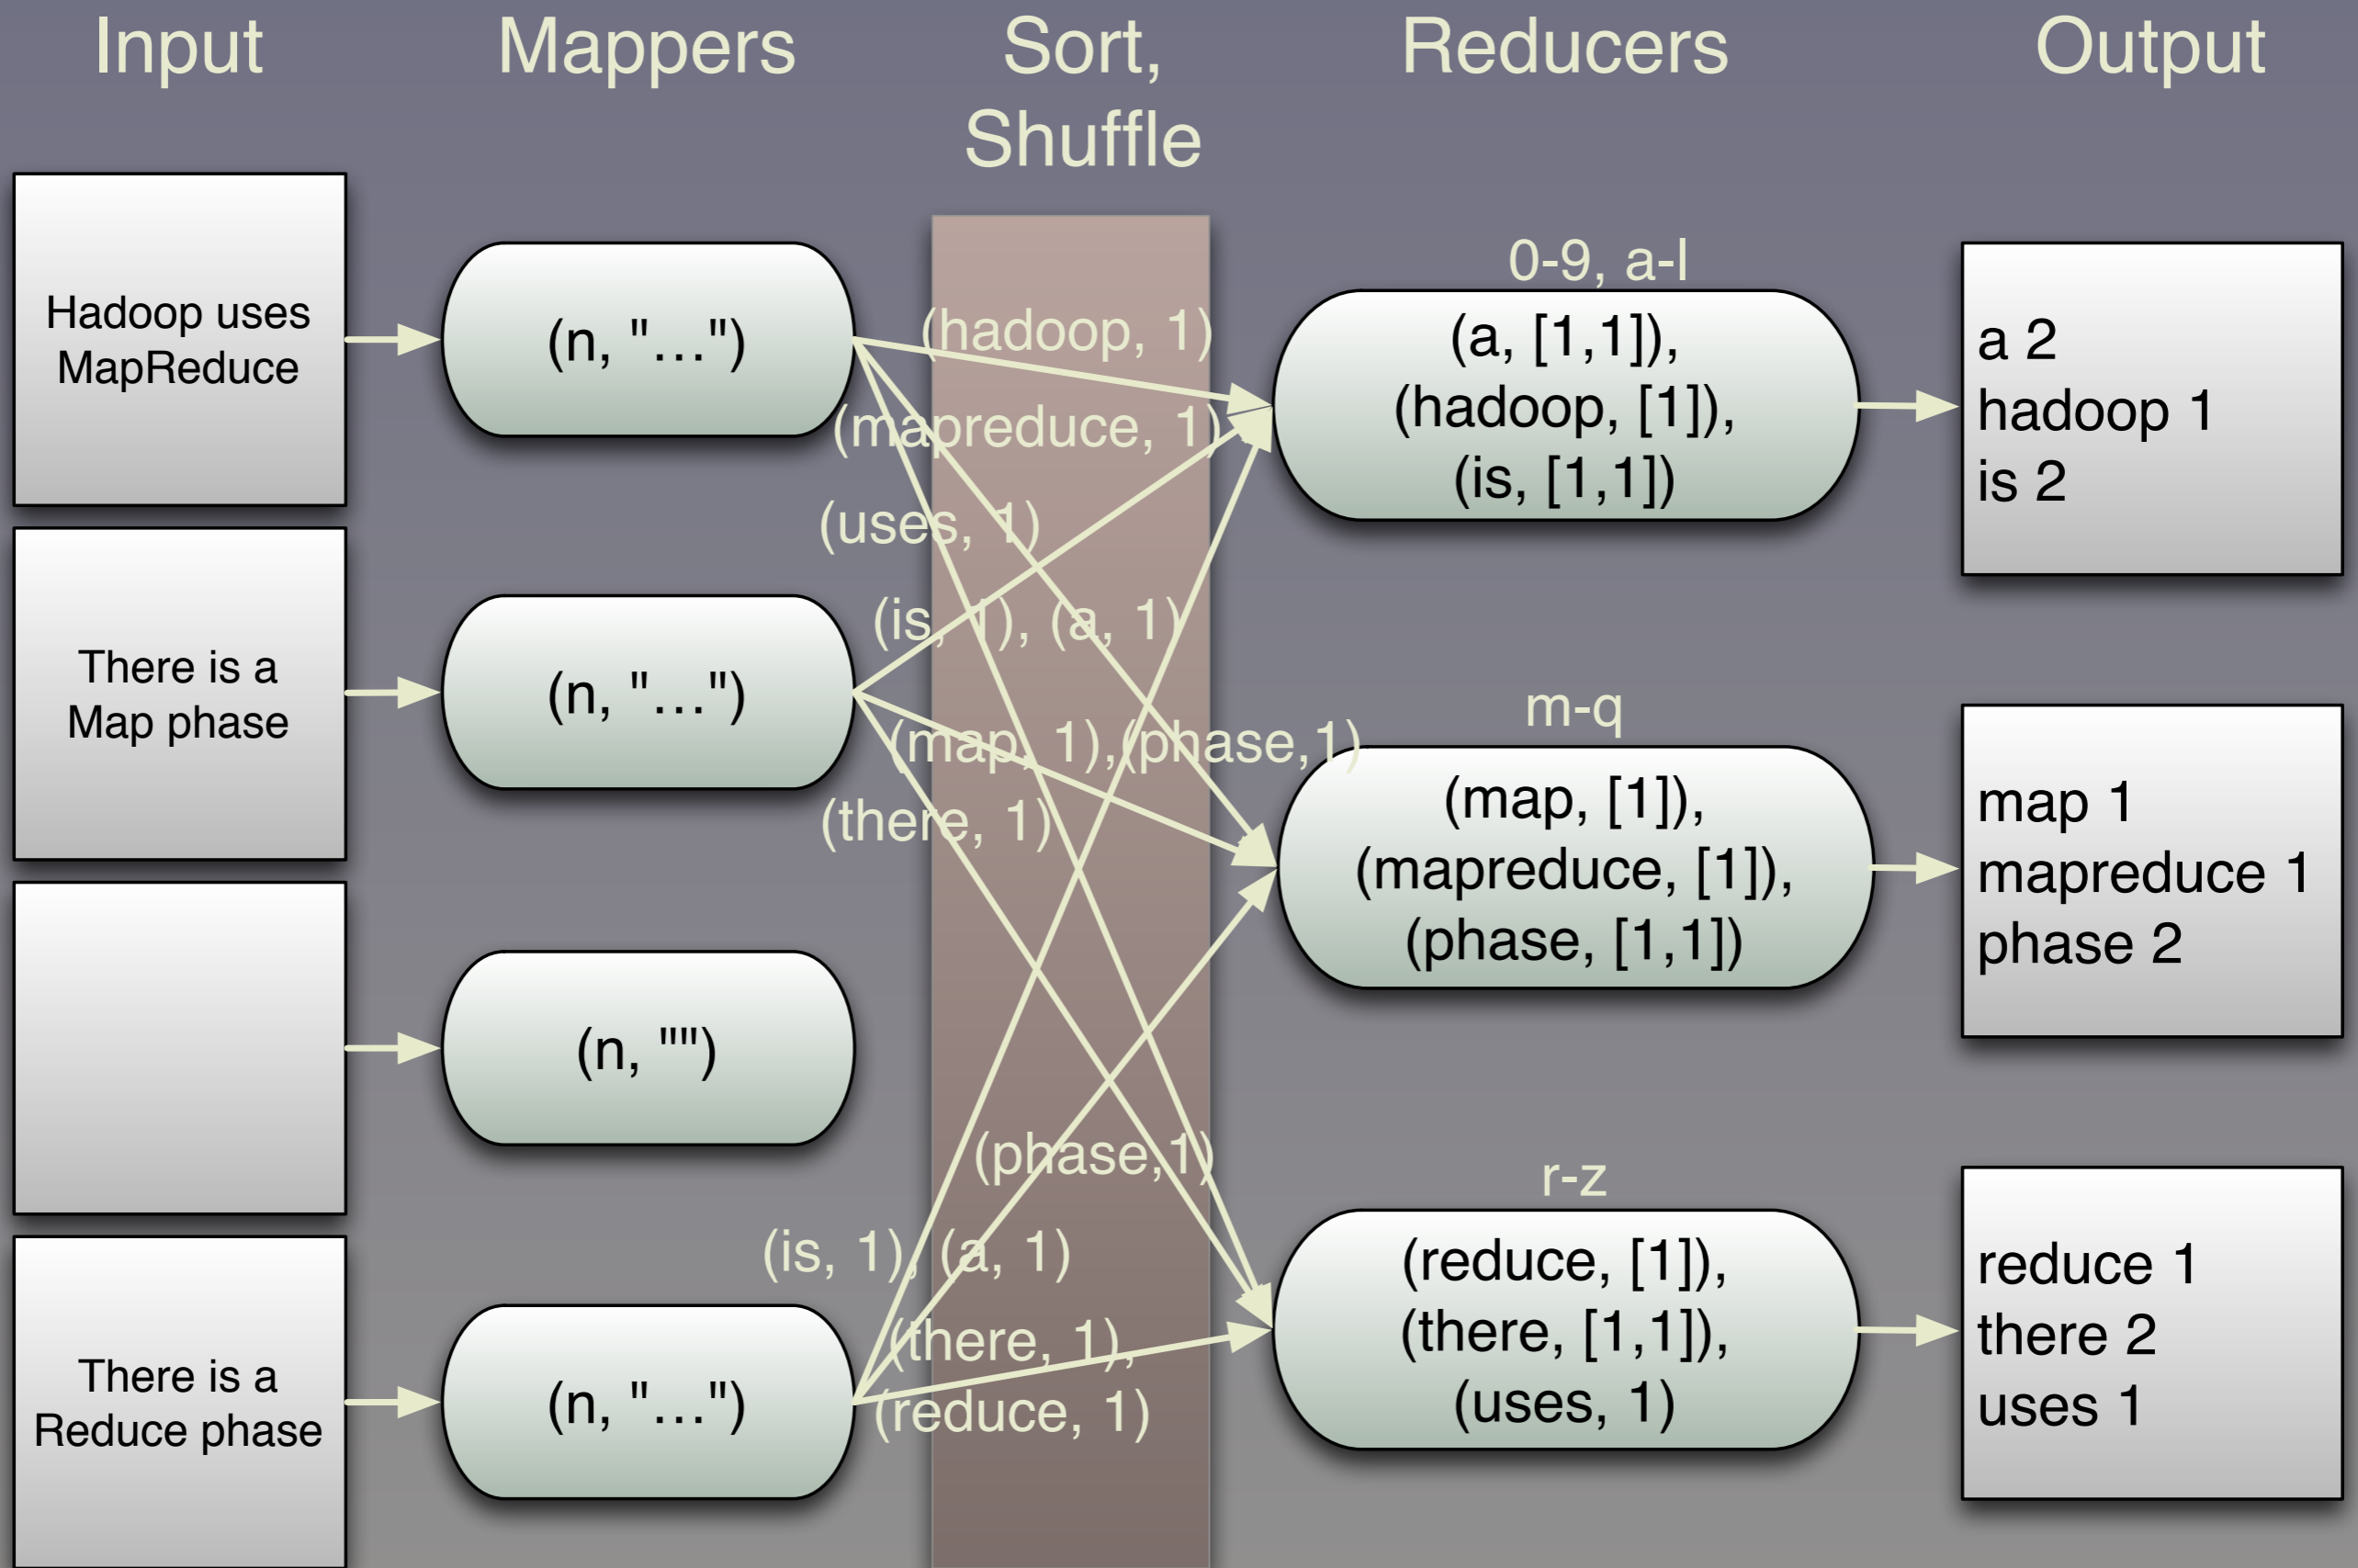 Input
Mappers
Sort,
Shuffle
Reducers
Output
Hadoop uses
MapReduce
There is a
Map phase
There is a
Reduce phase
(n, "…")
(n, "…")
(n, "")
(n, "…")
(hadoop, 1)
(mapreduce, 1)
(uses, 1)
(is, 1), (a, 1)
(map, 1),(phase,1)
(there, 1)
(phase,1)
(is, 1), (a, 1)
(there, 1),
(reduce, 1)
0-9, a-l
(a, [1,1]),
(hadoop, [1]),
(is, [1,1])
m-q
(map, [1]),
(mapreduce, [1]),
(phase, [1,1])
r-z
(reduce, [1]),
(there, [1,1]),
(uses, 1)
a 2
hadoop 1
is 2
map 1
mapreduce 1
phase 2
reduce 1
there 2
uses 1